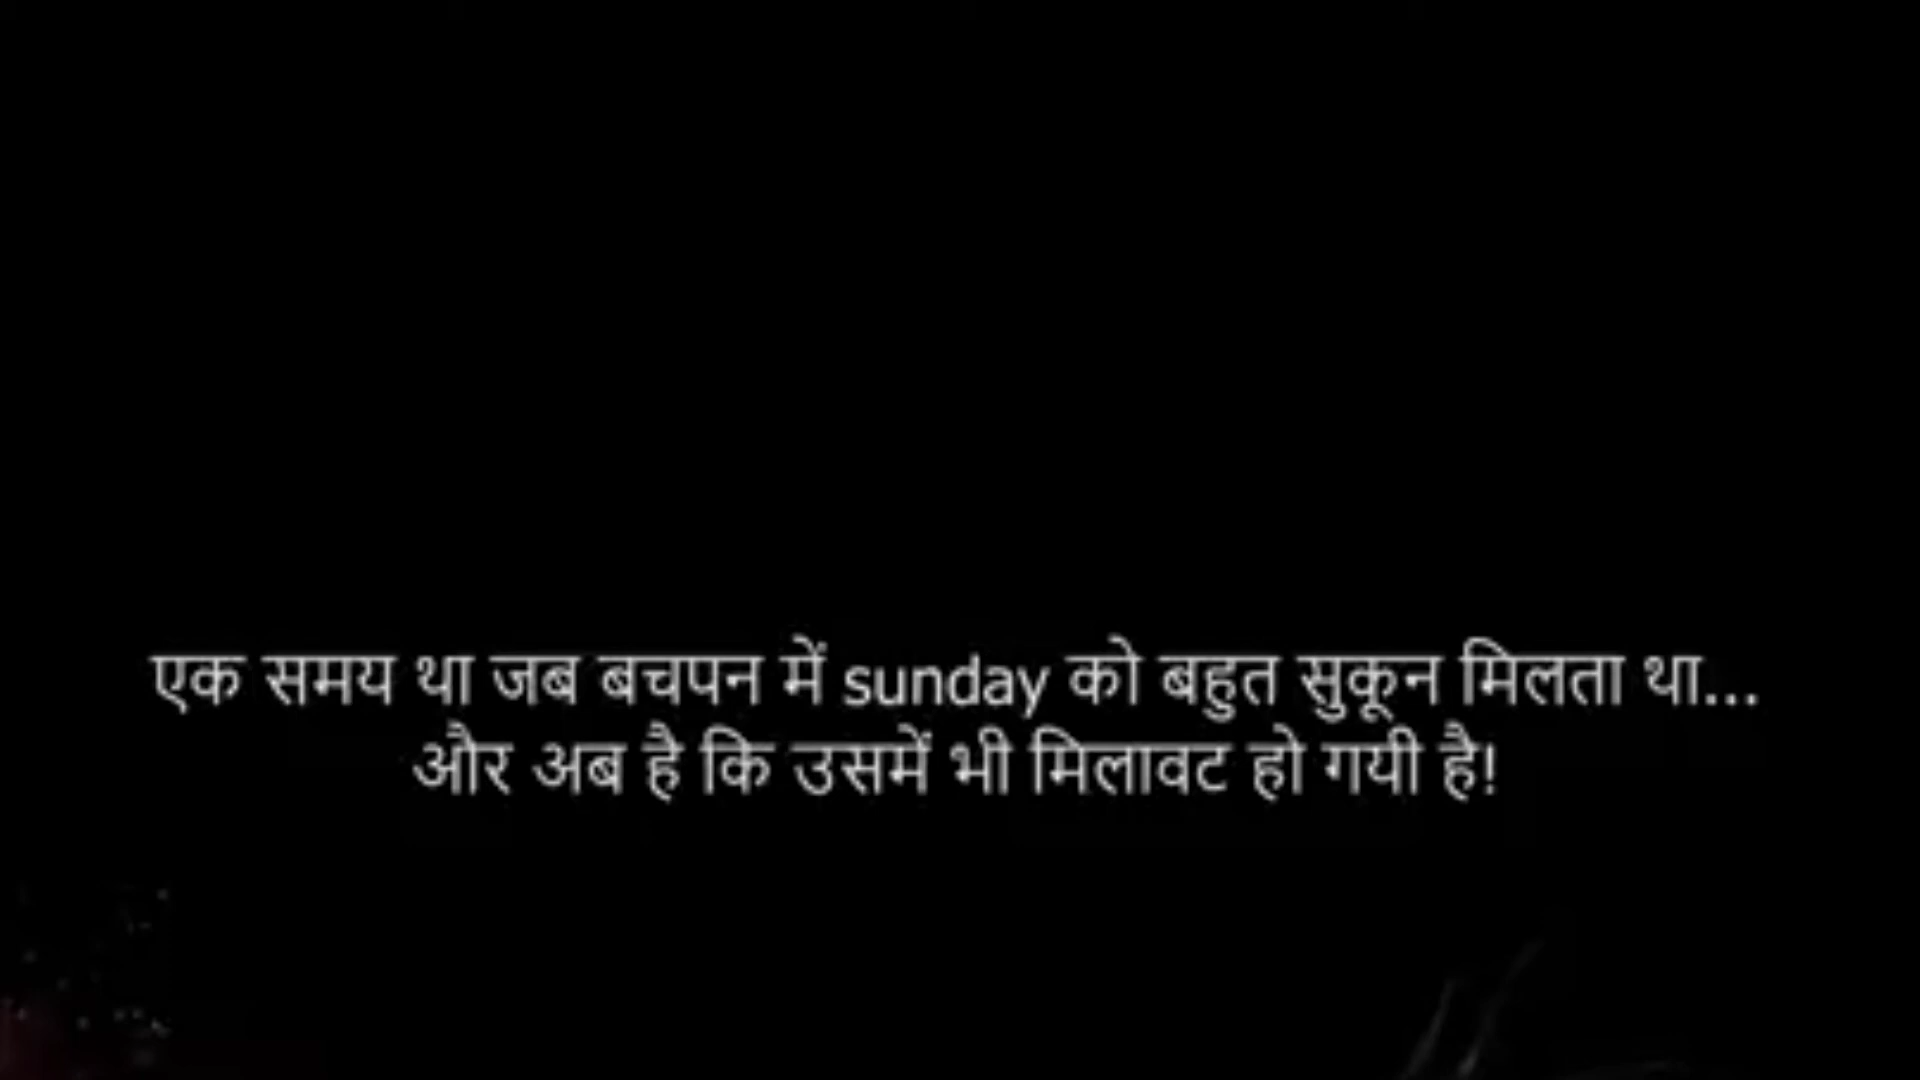 एक समय था जब बचपन में sunday को बहुत सुकून मिलता था...
और अब है कि उसमें भी मिलावट हो गयी है!